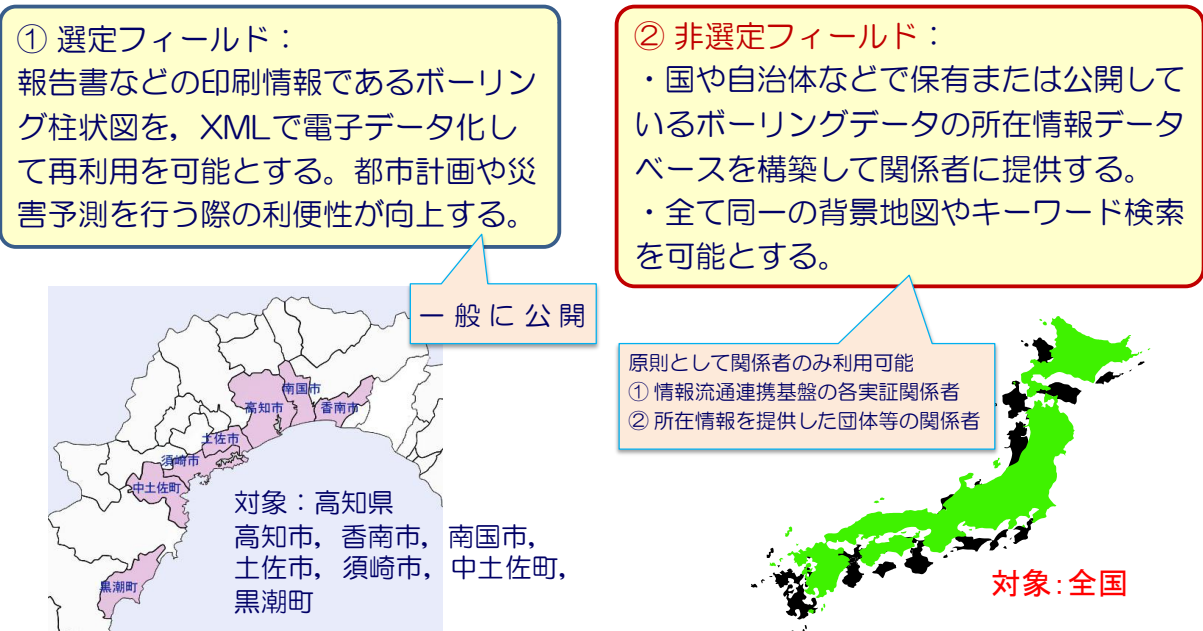 ① 選定フィールド：
報告書などの印刷情報であるボーリン
グ柱状図を，XMLで電子データ化し
て再利用を可能とする。都市計画や災
害予測を行う際の利便性が向上する。
一 般 に 公 開
南国市
高知市
香南市
土佐市
須崎市
中土佐町
黒潮町
対象：高知県
高知市，香南市，南国市，
土佐市，須崎市，中土佐町，
黒潮町
② 非選定フィールド：
・国や自治体などで保有または公開して
いるボーリングデータの所在情報データ
ベースを構築して関係者に提供する。
・全て同一の背景地図やキーワード検索
を可能とする。
原則として関係者のみ利用可能
① 情報流通連携基盤の各実証関係者
② 所在情報を提供した団体等の関係者
対象：全国